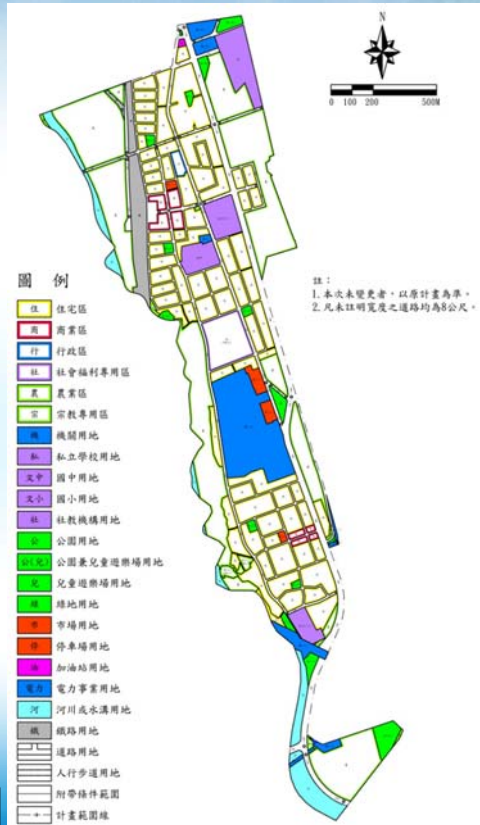 N
0 100 200 500M
圖 例
註：
1. 本次未變更者，以原計畫為準。
2. 凡未註明寬度之道路均為8公尺。
住 住宅區
商 商業區
行 行政區
社 社會福利專用區
農 農業區
宗 宗教專用區
機 機關用地
私 私立學校用地
文中 國中用地
文小 國小用地
社 社教機構用地
公 公園用地
公(兒) 公園兼兒童遊樂場用地
兒 兒童遊樂場用地
綠 綠地用地
市 市場用地
停 停車場用地
油 加油站用地
電力 電力事業用地
河 河川或水溝用地
鐵 鐵路用地
道路用地
人行步道用地
附帶條件範圍
計畫範圍線